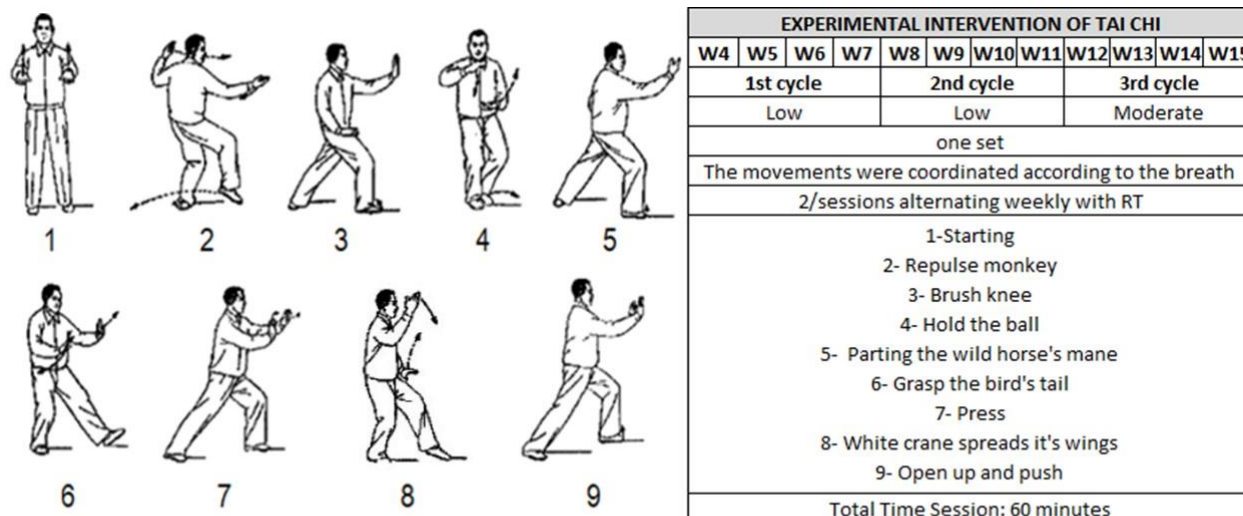 1 2 3 4 5
6 7 8 9
EXPERIMENTAL INTERVENTION OF TAI CHI
W4 W5 W6 W7 W8 W9 W10 W11 W12 W13 W14 W15
1st cycle 2nd cycle 3rd cycle
Low Low Moderate
one set
The movements were coordinated according to the breath
2/sessions alternating weekly with RT
1-Starting
2- Repulse monkey
3- Brush knee
4- Hold the ball
5- Parting the wild horse's mane
6- Grasp the bird's tail
7- Press
8- White crane spreads it's wings
9- Open up and push
Total Time Session: 60 minutes